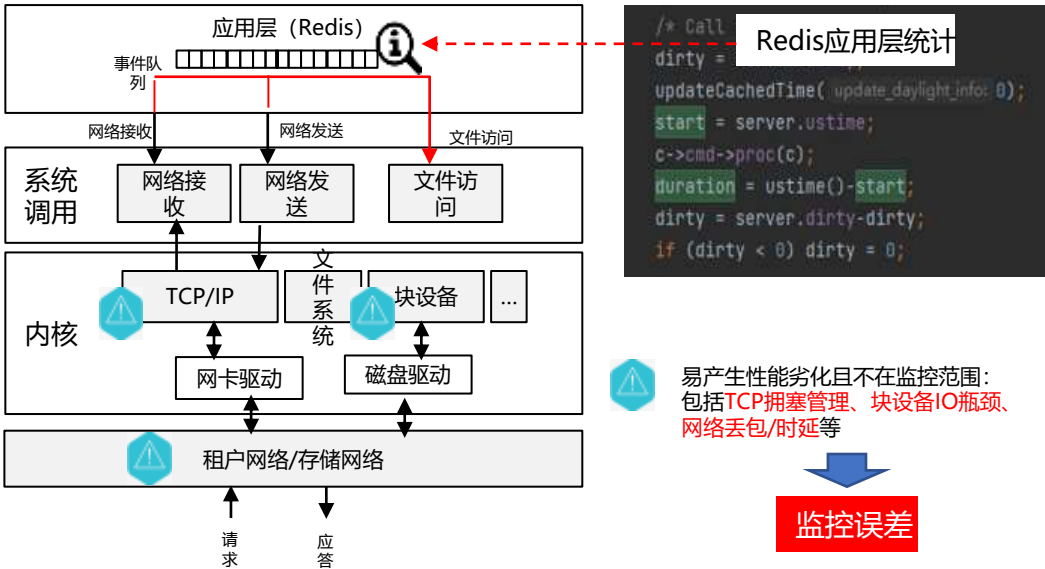 应用层（Redis）
事件队
列
网络接收
网络发送
文件访问
系统
调用
网络接
收
网络发
送
文件访
问
内核
TCP/IP
文
件
系
统
块设备
...
网卡驱动
磁盘驱动
租户网络/存储网络
请
求
应
答
/* Call
Redis应用层统计
dirty =
updateCachedTime( update_daylight_info: 0);
start = server.ustime;
c->cmd->proc(c);
duration = ustime()-start;
dirty = server.dirty-dirty;
if (dirty < 0) dirty = 0;
易产生性能劣化且不在监控范围：
包括TCP拥塞管理、块设备IO瓶颈、
网络丢包/时延等
监控误差